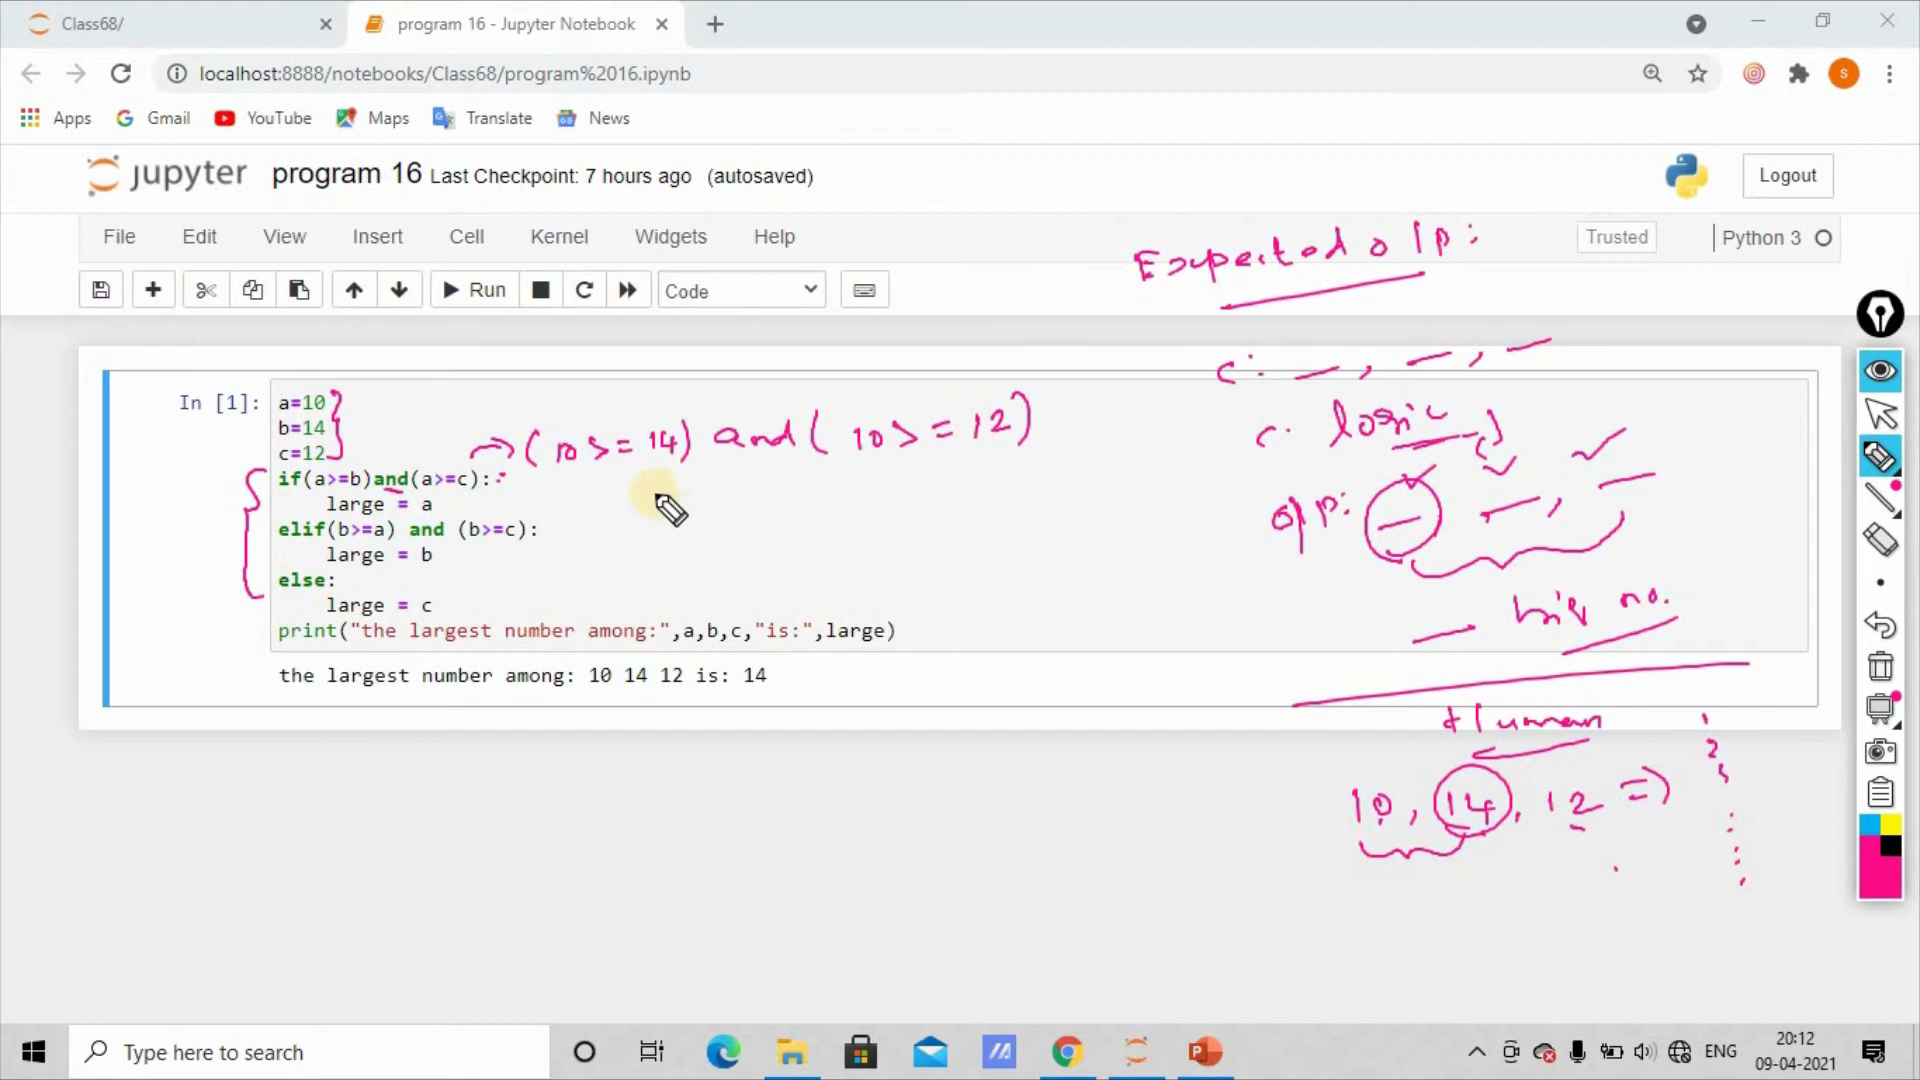 Class68/
program 16 - Jupyter Notebook
localhost:8888/notebooks/Class68/program%2016.ipynb
S
Apps Gmail YouTube Maps Translate News
jupyter program 16 Last Checkpoint: 7 hours ago (autosaved)
Logout
File Edit View Insert Cell Kernel Widgets Help
Trusted
Python 3
Run
Code
Expected o/p:
c: —, —, —
c. logic
o/p: —, —
— big no.
In [1]:
a=10
b=14
c=12
if(a>=b)and(a>=c):
large = a
elif(b>=a) and (b>=c):
large = b
else:
large = c
print("the largest number among:",a,b,c,"is:",large)
(10>=14) and (10>=12)
the largest number among: 10 14 12 is: 14
Human
10, 14, 12 =>
1
2
Type here to search
ENG
20:12
09-04-2021